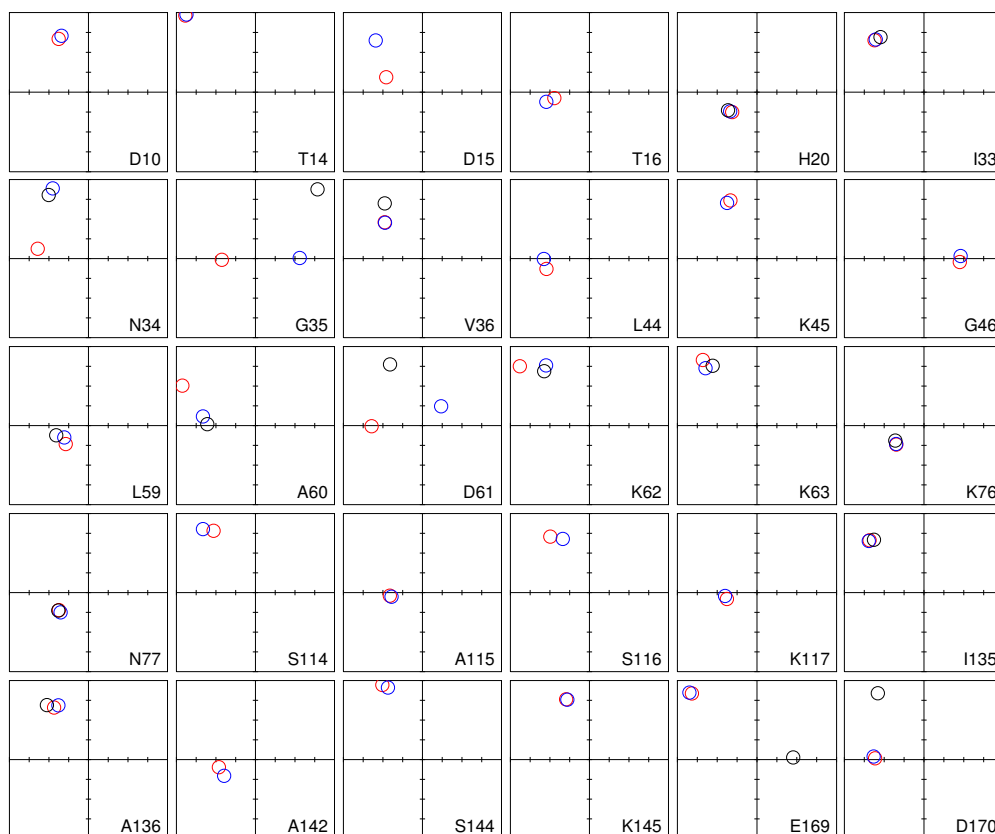 D10 T14 D15 T16 H20 I33
N34 G35 V36 L44 K45 G46
L59 A60 D61 K62 K63 K76
N77 S114 A115 S116 K117 I135
A136 A142 S144 K145 E169 D170